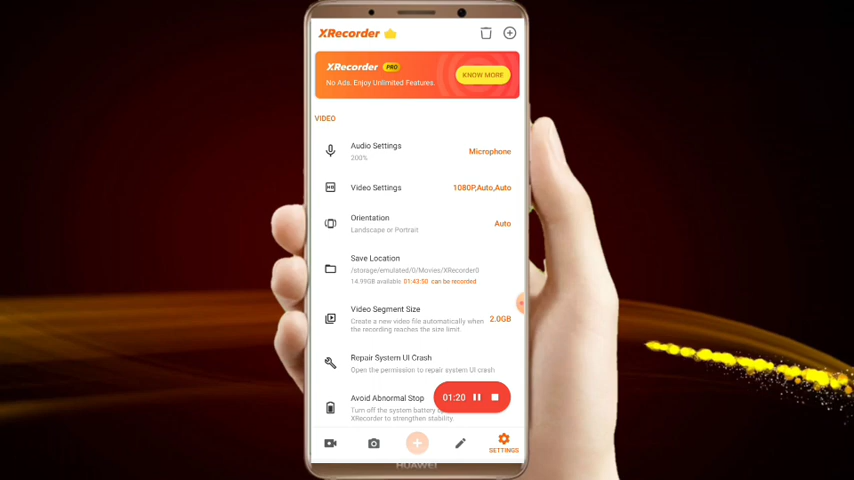 XRecorder
XRecorder PRO
No Ads. Enjoy Unlimited Features.
KNOW MORE
VIDEO
Audio Settings
200%
Microphone
Video Settings
1080P,Auto,Auto
Orientation
Landscape or Portrait
Auto
Save Location
/storage/emulated/0/Movies/XRecorder0
14.99GB available 01:43:50 can be recorded
Video Segment Size
Create a new video file automatically when
the recording reaches the size limit.
2.0GB
Repair System UI Crash
Open the permission to repair system UI crash
Avoid Abnormal Stop
Turn off the system battery
XRecorder to strengthen stability.
01:20
SETTINGS
HUAWEI